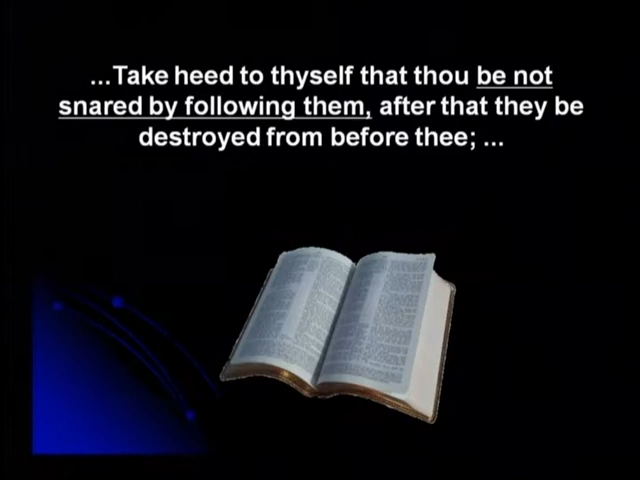 ...Take heed to thyself that thou be not
snared by following them, after that they be
destroyed from before thee; ...